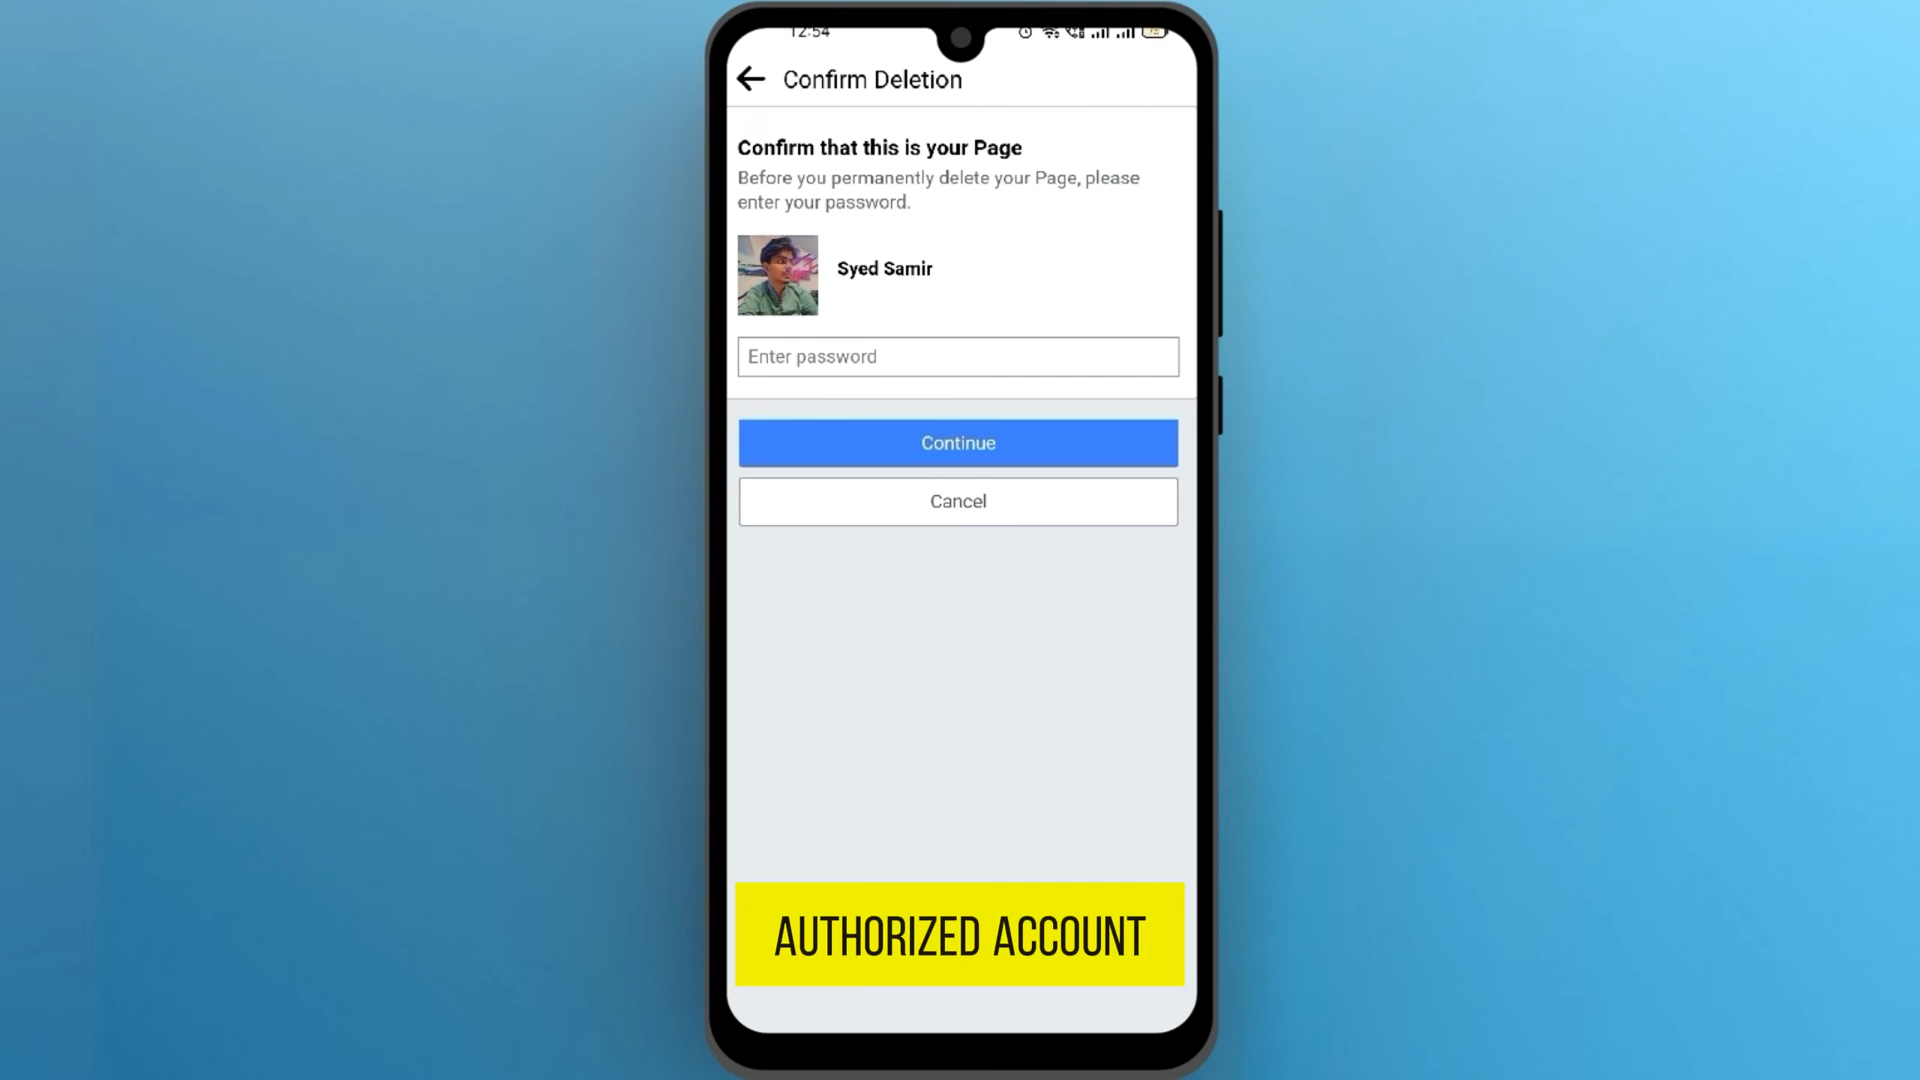 12:54
Confirm Deletion
Confirm that this is your Page
Before you permanently delete your Page, please
enter your password.
Syed Samir
Enter password
Continue
Cancel
AUTHORIZED ACCOUNT